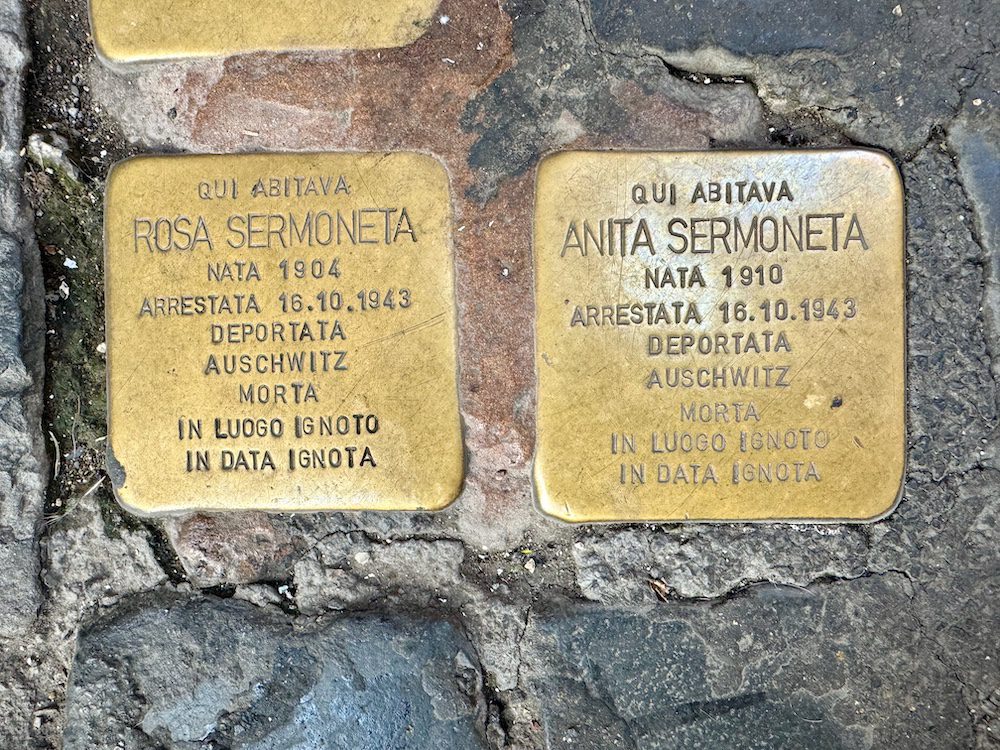 QUI ABITAVA
ROSA SERMONETA
NATA 1904
ARRESTATA 16.10.1943
DEPORTATA
AUSCHWITZ
MORTA
IN LUOGO IGNOTO
IN DATA IGNOTA
QUI ABITAVA
ANITA SERMONETA
NATA 1910
ARRESTATA 16.10.1943
DEPORTATA
AUSCHWITZ
MORTA
IN LUOGO IGNOTO
IN DATA IGNOTA